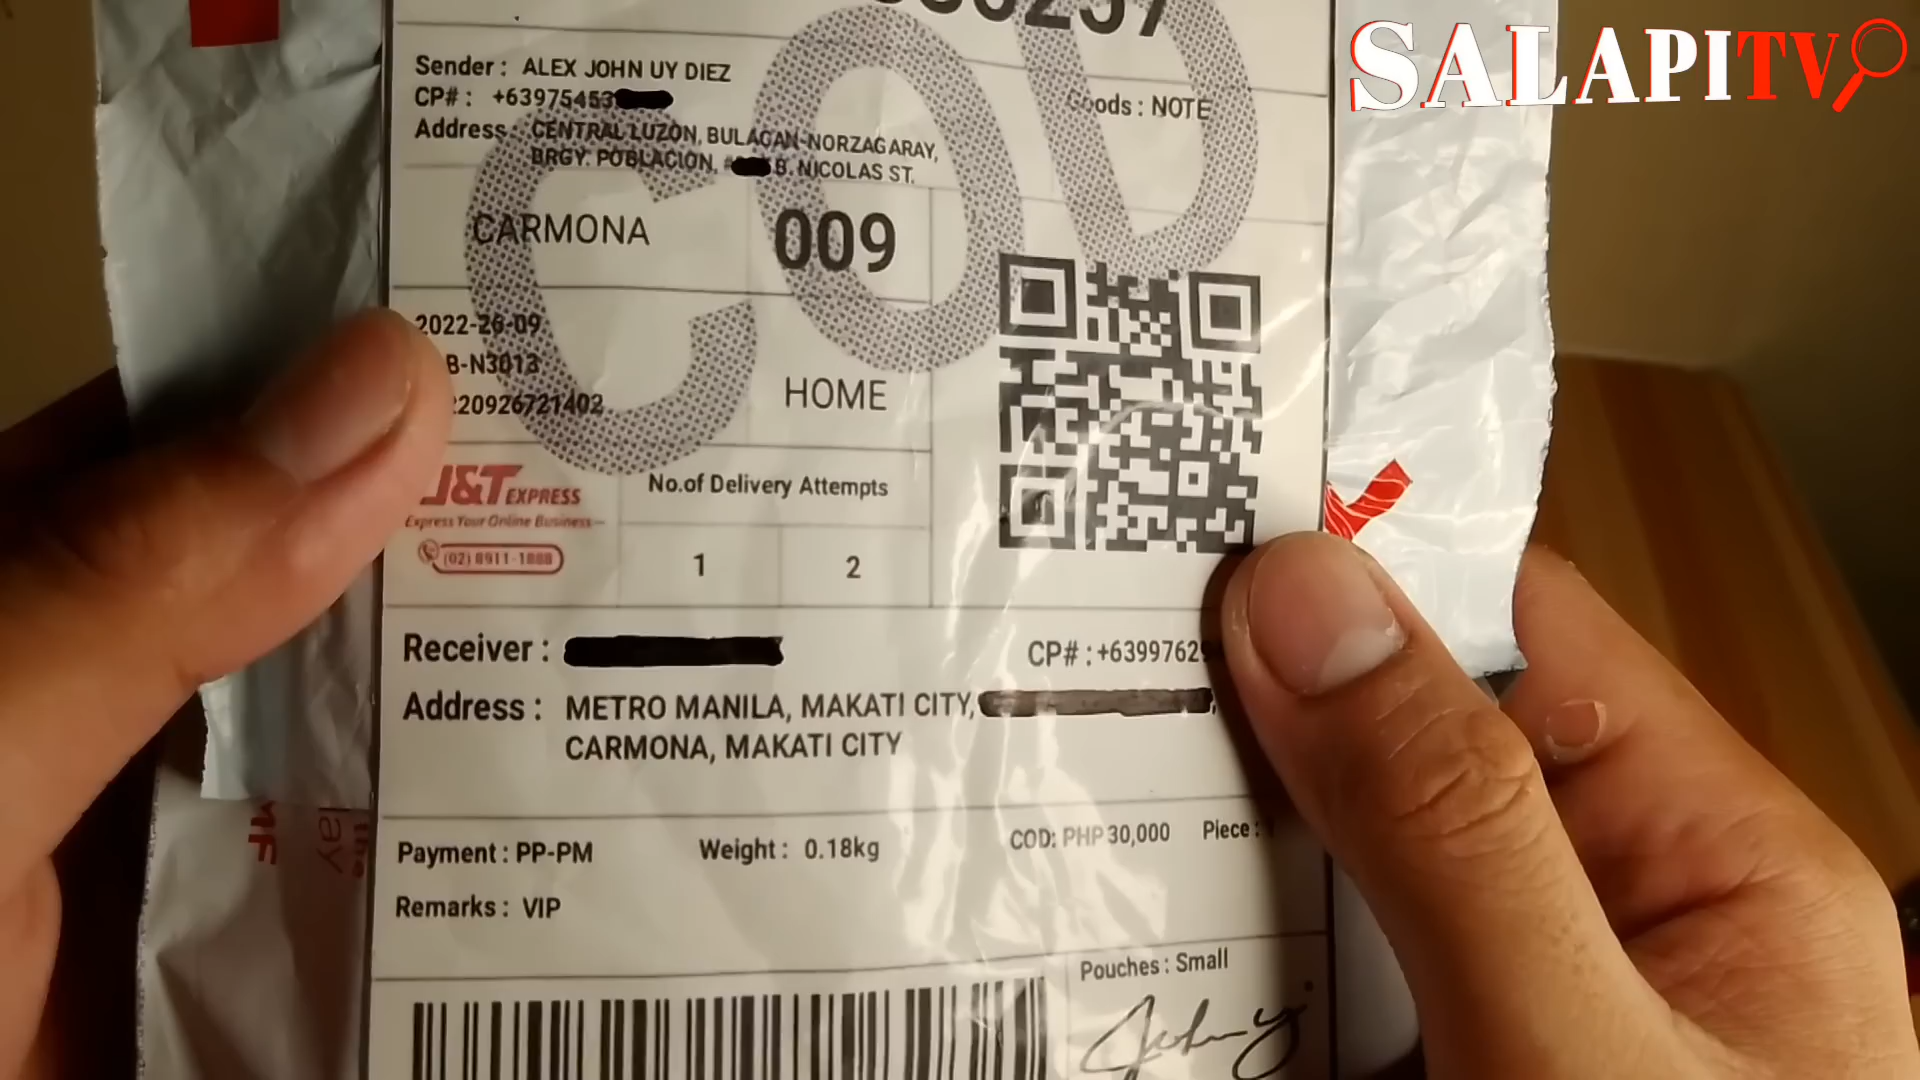 SALAPITV
Sender : ALEX JOHN UY DIEZ
CP# : +63975453
Goods : NOTE
Address : CENTRAL LUZON, BULACAN-NORZAGARAY,
BRGY. POBLACION, # B. NICOLAS ST.
COD
CARMONA
009
2022-26-09
B-N3013
220926721402
HOME
J&T EXPRESS
Express Your Online Business
(02) 8911-1888
No.of Delivery Attempts
1
2
Receiver :
CP# : +6399762
Address : METRO MANILA, MAKATI CITY,
CARMONA, MAKATI CITY
Payment : PP-PM
Weight : 0.18kg
COD: PHP 30,000
Piece :
Remarks : VIP
Pouches : Small
John uy